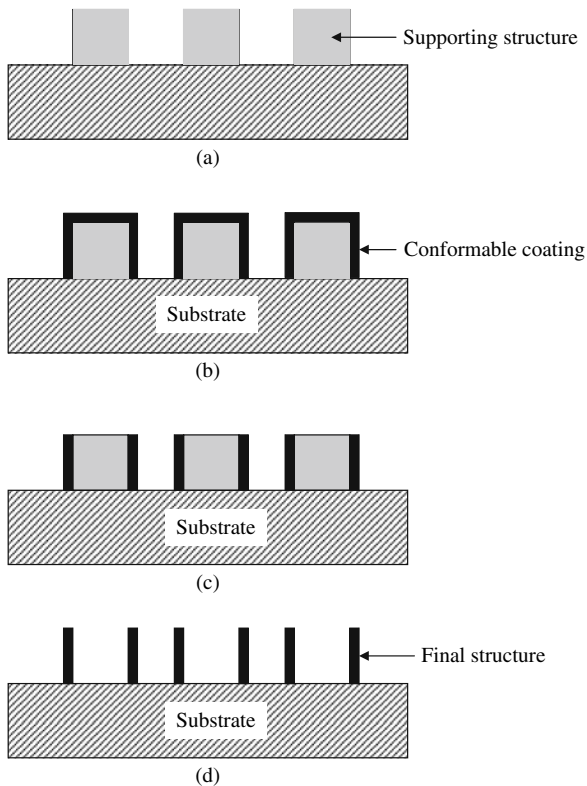 Supporting structure
(a)
Conformable coating
Substrate
(b)
Substrate
(c)
Final structure
Substrate
(d)